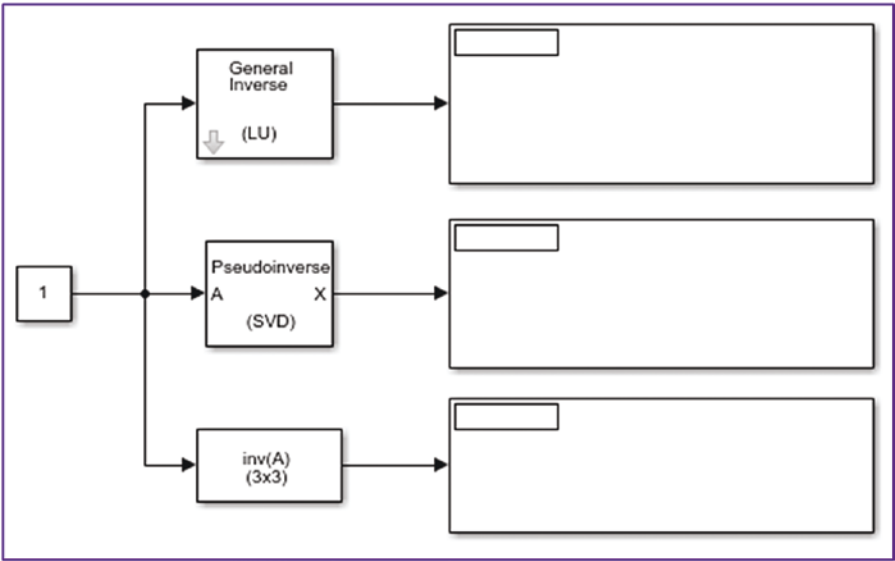 General
Inverse
(LU)
1
Pseudoinverse
A X
(SVD)
inv(A)
(3x3)